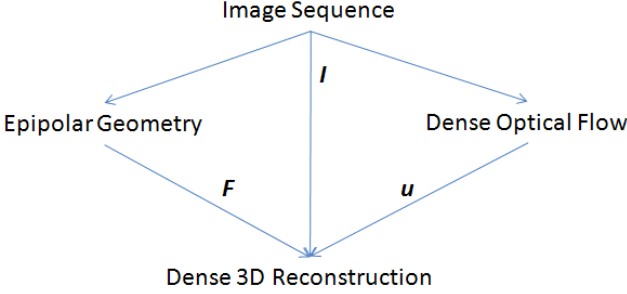 Image Sequence
I
Epipolar Geometry
Dense Optical Flow
F
u
Dense 3D Reconstruction